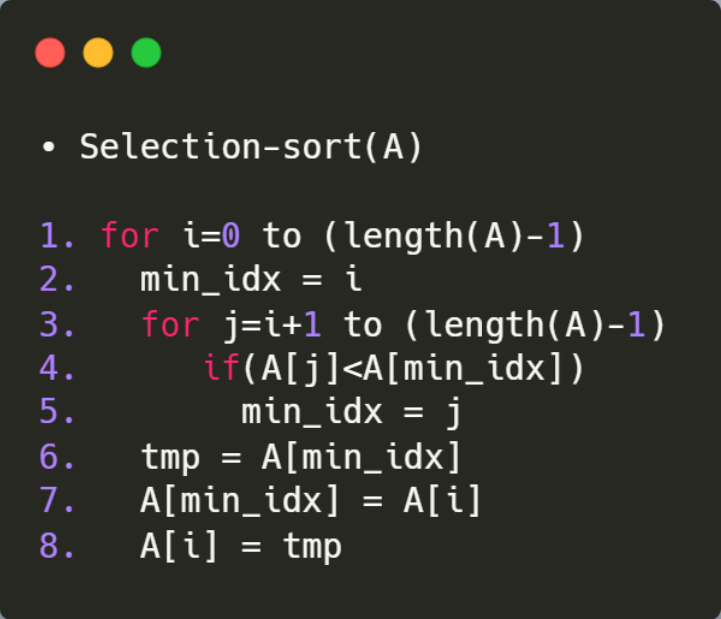 • Selection-sort(A)
1. for i=0 to (length(A)-1)
2. min_idx = i
3. for j=i+1 to (length(A)-1)
4. if(A[j]<A[min_idx])
5. min_idx = j
6. tmp = A[min_idx]
7. A[min_idx] = A[i]
8. A[i] = tmp